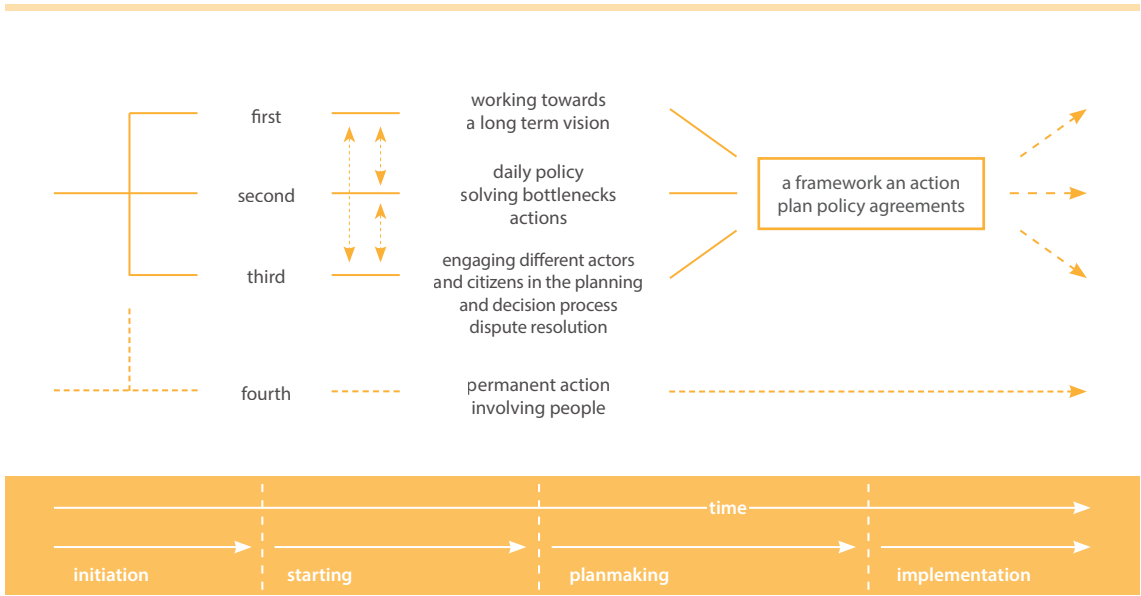 first
working towards
a long term vision
second
daily policy
solving bottlenecks
actions
a framework an action
plan policy agreements
third
engaging different actors
and citizens in the planning
and decision process
dispute resolution
fourth
permanent action
involving people
time
initiation
starting
planmaking
implementation